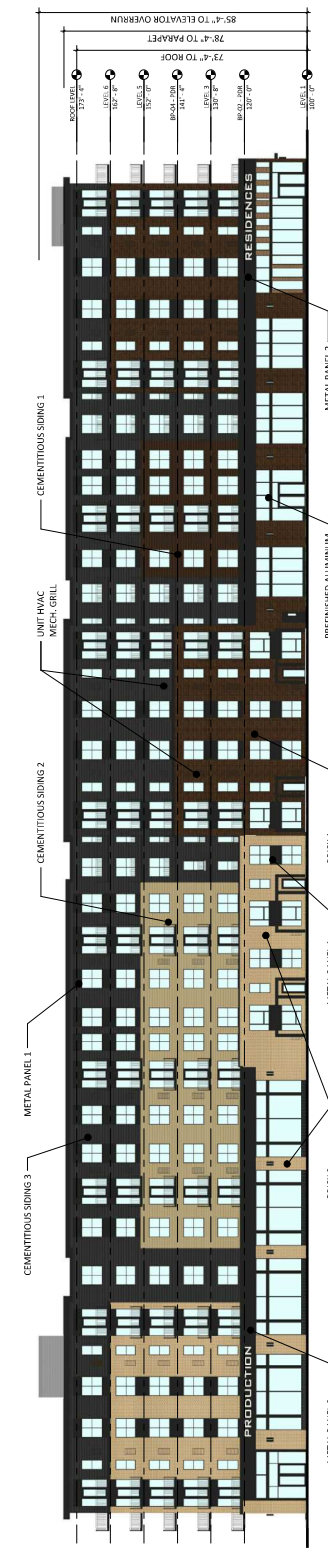 85'-4" TO ELEVATOR OVERRUN
78'-4" TO PARAPET
73'-4" TO ROOF
ROOF LEVEL
173' - 4"
LEVEL 6
162' - 8"
LEVEL 5
152' - 0"
BP-04 - PDR
141' - 4"
LEVEL 3
130' - 8"
BP-02 - PDR
120' - 0"
LEVEL 1
100' - 0"
CEMENTITIOUS SIDING 1
UNIT HVAC
MECH. GRILL
CEMENTITIOUS SIDING 2
METAL PANEL 1
CEMENTITIOUS SIDING 3
RESIDENCES
PRODUCTION
PREFINISHED ALUMINUM